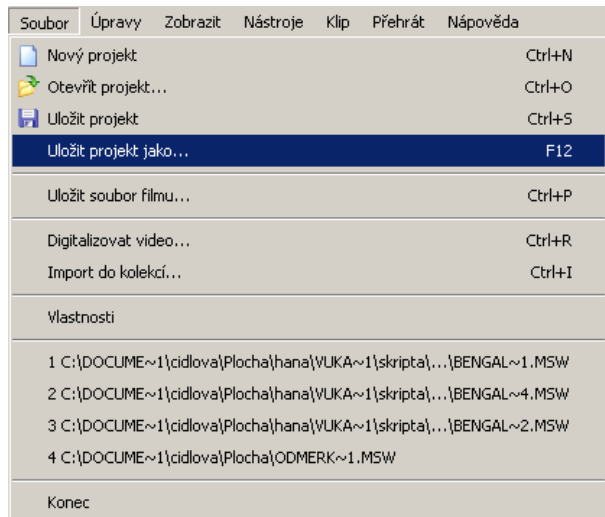 Soubor Úpravy Zobrazit Nástroje Klip Přehrát Nápověda
Nový projekt Ctrl+N
Otevřít projekt... Ctrl+O
Uložit projekt Ctrl+S
Uložit projekt jako... F12
Uložit soubor filmu... Ctrl+P
Digitalizovat video... Ctrl+R
Import do kolekcí... Ctrl+I
Vlastnosti
1 C:\DOCUME~1\cidlova\Plocha\hana\VUKA~1\skripta\...\BENGAL~1.MSW
2 C:\DOCUME~1\cidlova\Plocha\hana\VUKA~1\skripta\...\BENGAL~4.MSW
3 C:\DOCUME~1\cidlova\Plocha\hana\VUKA~1\skripta\...\BENGAL~2.MSW
4 C:\DOCUME~1\cidlova\Plocha\ODMERK~1.MSW
Konec